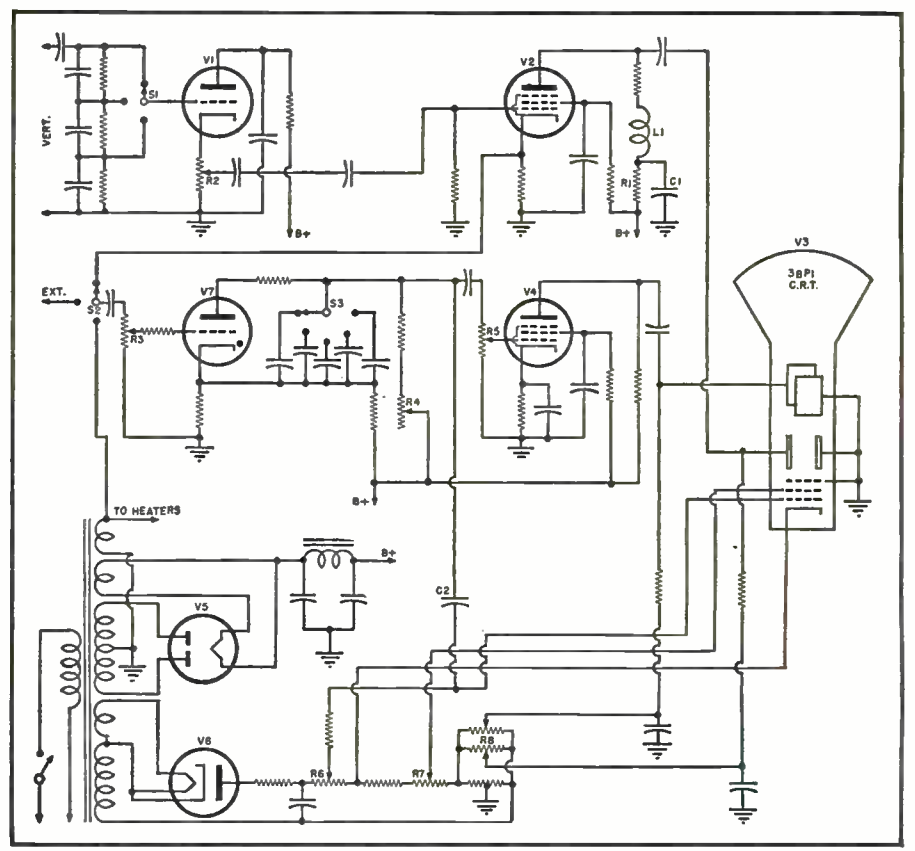 V1
V2
S1
VERT.
L1
R2
R1
C1
B+
B+
V3
3BP1
C.R.T.
EXT.
V7
S3
V4
S2
R3
R5
R4
B+
TO HEATERS
B+
V5
C2
V6
R8
R6
R7